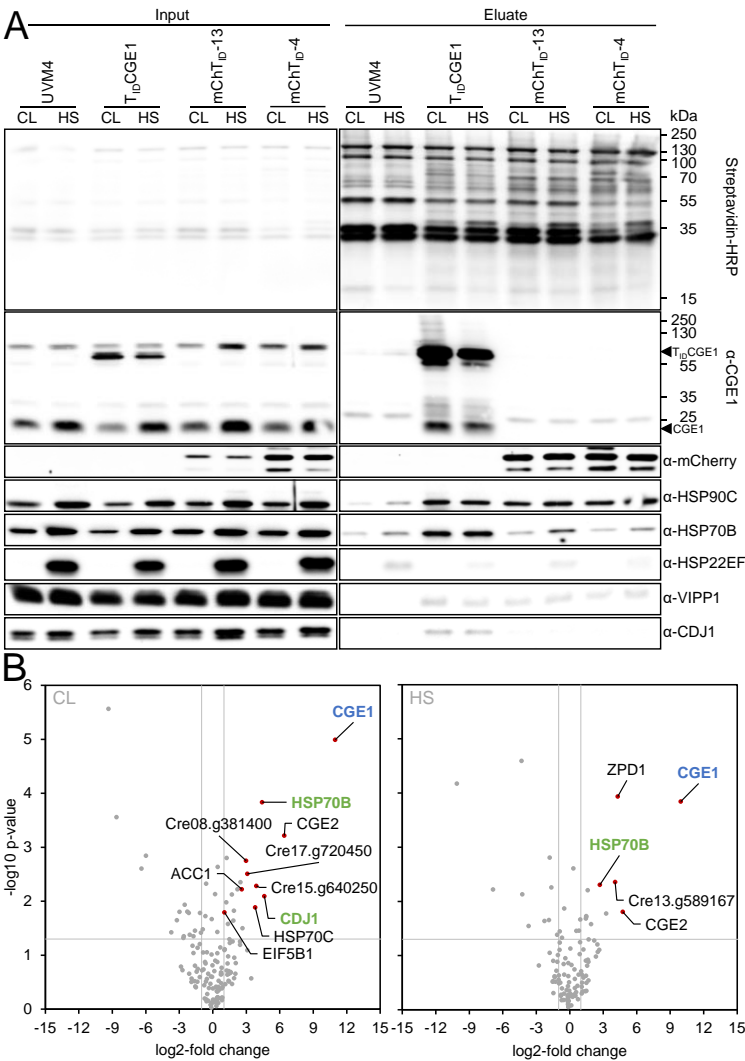 A
Input
Eluate
UVM4
TIDCGE1
mChTID-13
mChTID-4
UVM4
TIDCGE1
mChTID-13
mChTID-4
CL HS CL HS CL HS CL HS CL HS CL HS CL HS CL HS kDa
250
130
100
70
55
35
15
Streptavidin-HRP
250
130
TIDCGE1
55
35
25
CGE1
α-CGE1
α-mCherry
α-HSP90C
α-HSP70B
α-HSP22EF
α-VIPP1
α-CDJ1
B
CL
-log10 p-value
6
5
4
3
2
1
0
CGE1
HSP70B
Cre08.g381400
CGE2
Cre17.g720450
ACC1
Cre15.g640250
CDJ1
HSP70C
EIF5B1
-15 -12 -9 -6 -3 0 3 6 9 12 15
log2-fold change
HS
ZPD1
CGE1
HSP70B
Cre13.g589167
CGE2
-15 -12 -9 -6 -3 0 3 6 9 12 15
log2-fold change